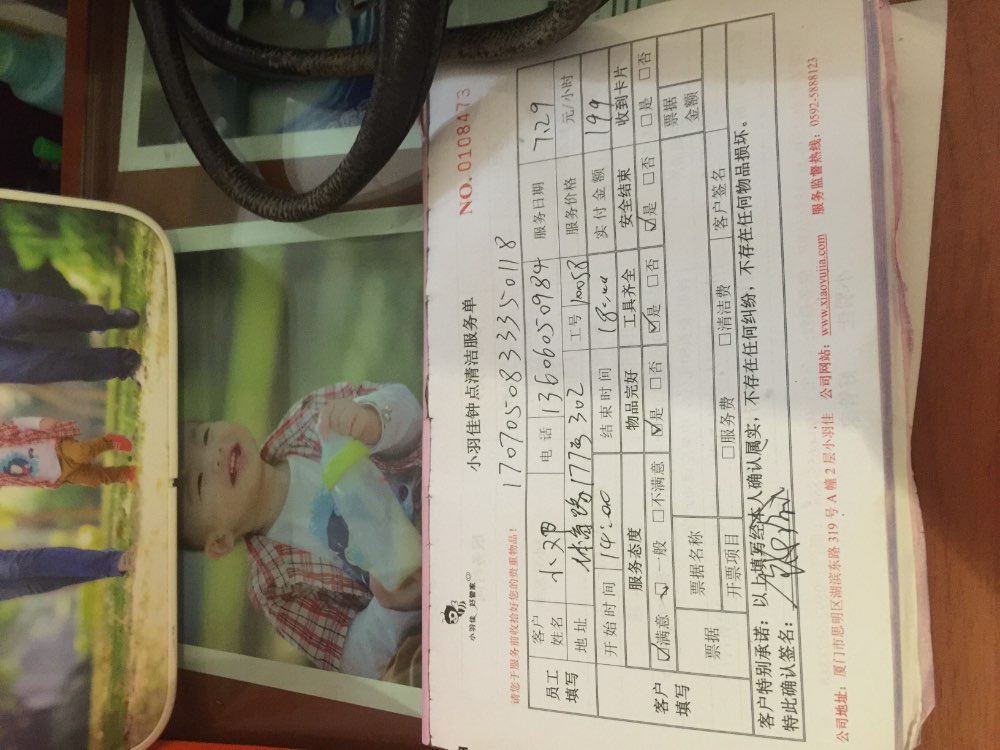 小羽佳 好管家
小羽佳钟点清洁服务单
NO. 0108473
请您于服务前收拾好您的贵重物品!
17070508333350118
员工填写
客户姓名 小邓 电话 13606050984 服务日期 7.29
地址 体育路177号302 工号 10058 服务价格 元/小时
开始时间 14:00 结束时间 18:00 实付金额 199
客户填写
服务态度 物品完好 工具齐全 安全结束 收到卡片
☑满意 □一般 □不满意 ☑是 □否 ☑是 □否 ☑是 □否 □是 □否
票据 票据名称 票据金额
开票项目 □服务费 □清洁费 客户签名
客户特别承诺:以上填写经本人确认属实,不存在任何纠纷,不存在任何物品损坏。
特此确认签名:
公司地址:厦门市思明区湖滨东路319号A幢2层小羽佳 公司网站:www.xiaoyujia.com 服务监督热线:0592-5888123